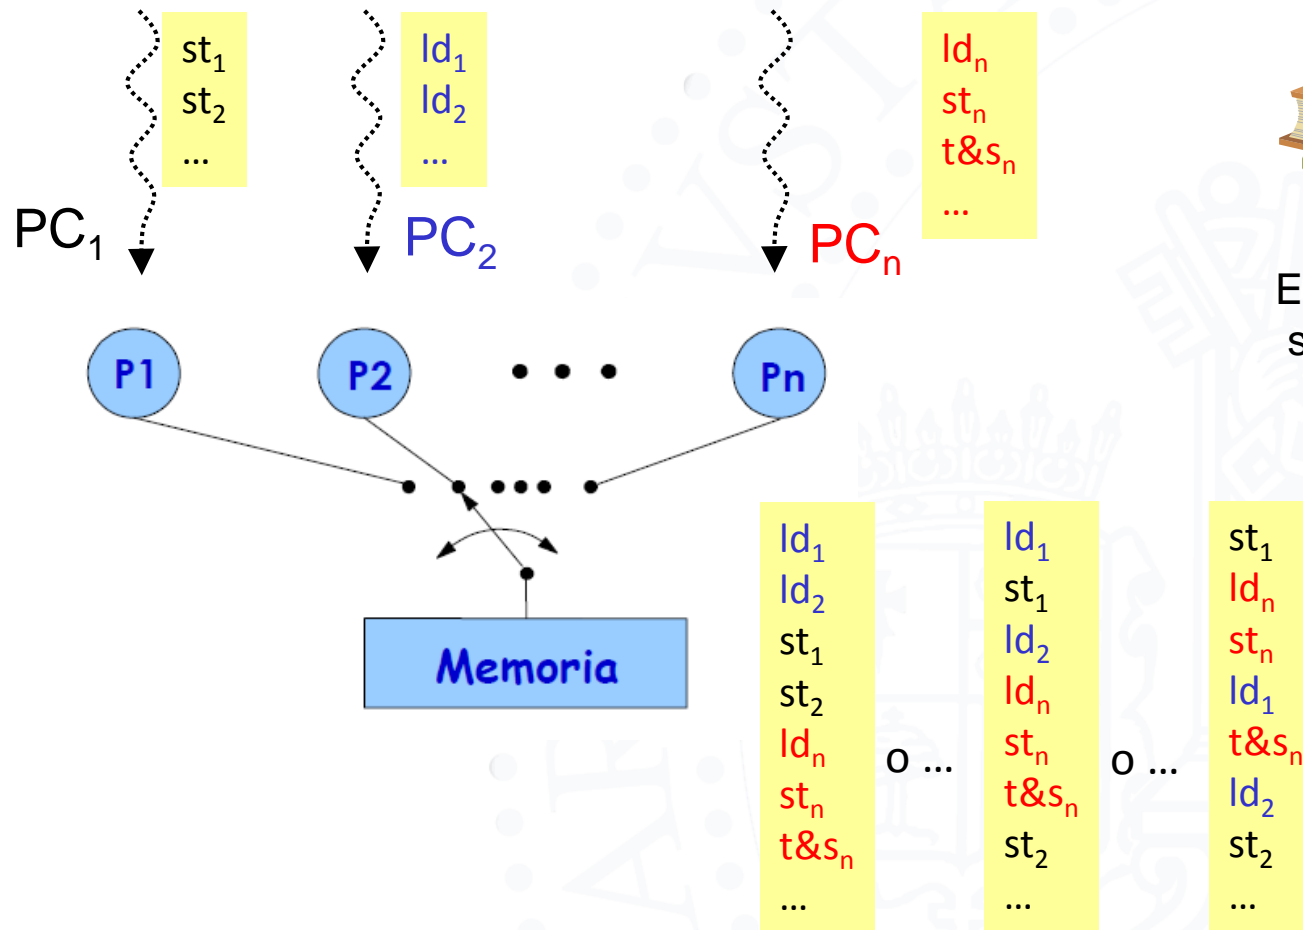 st₁
st₂
...
PC₁
ld₁
ld₂
...
PC₂
ldₙ
stₙ
t&sₙ
...
PCₙ
P1
P2
Pn
Memoria
ld₁
ld₂
st₁
st₂
ldₙ
stₙ
t&sₙ
...
o ...
ld₁
st₁
ld₂
ldₙ
stₙ
t&sₙ
st₂
...
o ...
st₁
ldₙ
stₙ
ld₁
t&sₙ
ld₂
st₂
...